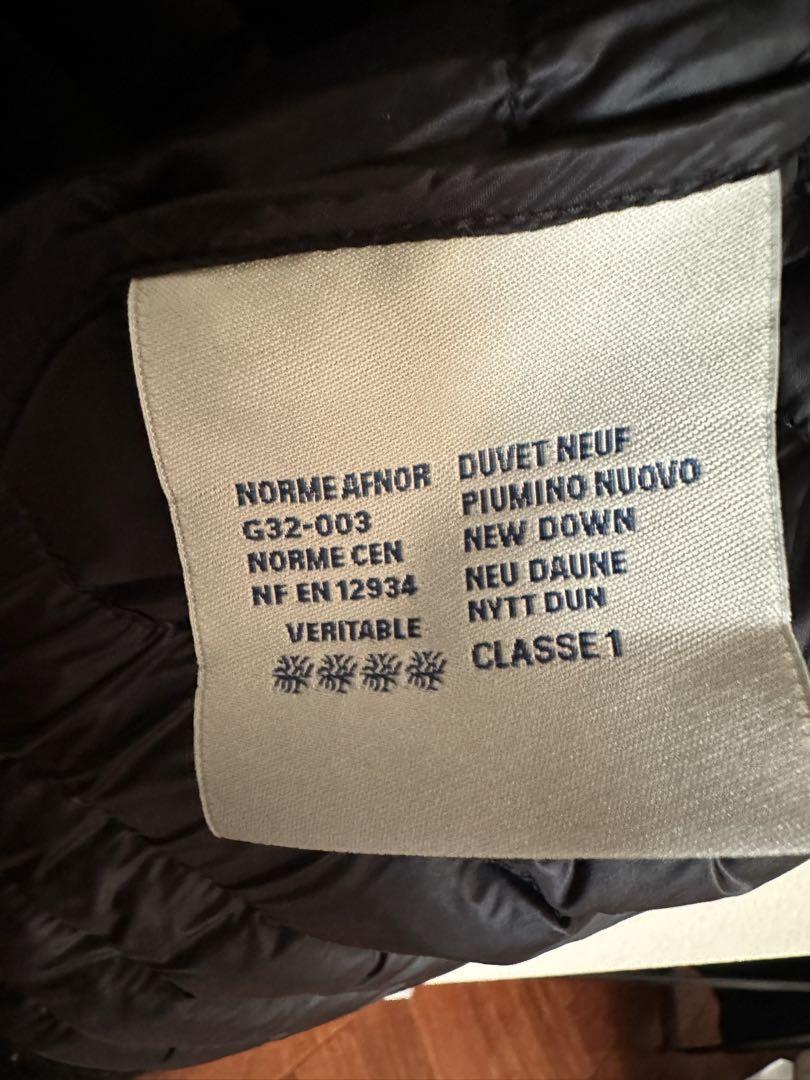 NORME AFNOR
G32-003
NORME CEN
NF EN 12934
VERITABLE
DUVET NEUF
PIUMINO NUOVO
NEW DOWN
NEU DAUNE
NYTT DUN
CLASSE 1